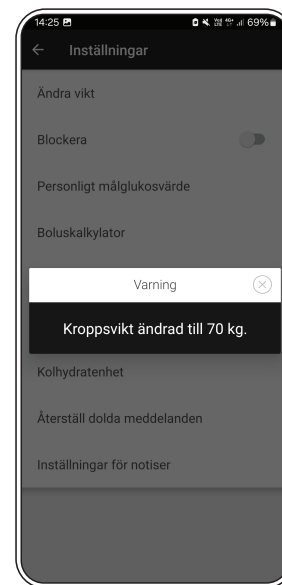 14:25 69%
Inställningar
Ändra vikt
Blockera
Personligt målglukosvärde
Boluskalkylator
Varning
Kroppsvikt ändrad till 70 kg.
Kolhydratenhet
Återställ dolda meddelanden
Inställningar för notiser